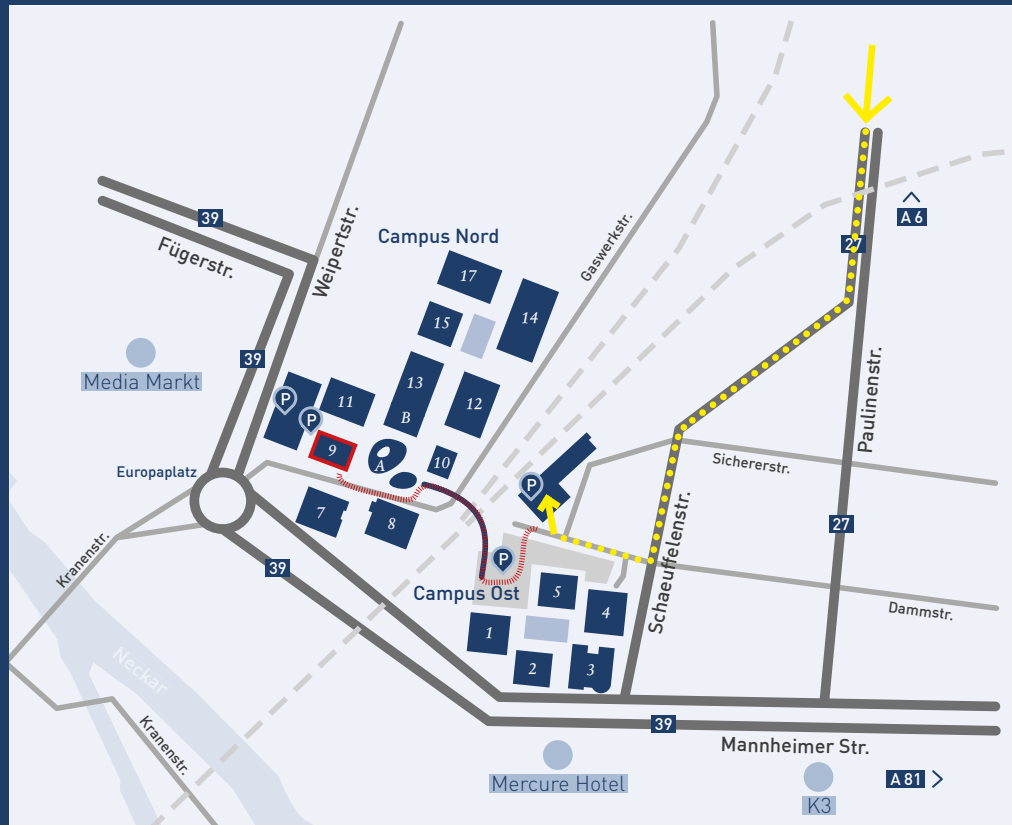 A 6
39
Fügerstr.
Weipertstr.
Campus Nord
Gaswerkstr.
27
17
14
15
39
Media Markt
13
B
P
11
12
P
9
A
10
Paulinenstr.
Sichererstr.
Europaplatz
P
7
8
27
Kranenstr.
39
P
Campus Ost
5
4
Schaeuffelenstr.
Dammstr.
1
2
3
Neckar
Kranenstr.
39
Mannheimer Str.
Mercure Hotel
A 81
K3